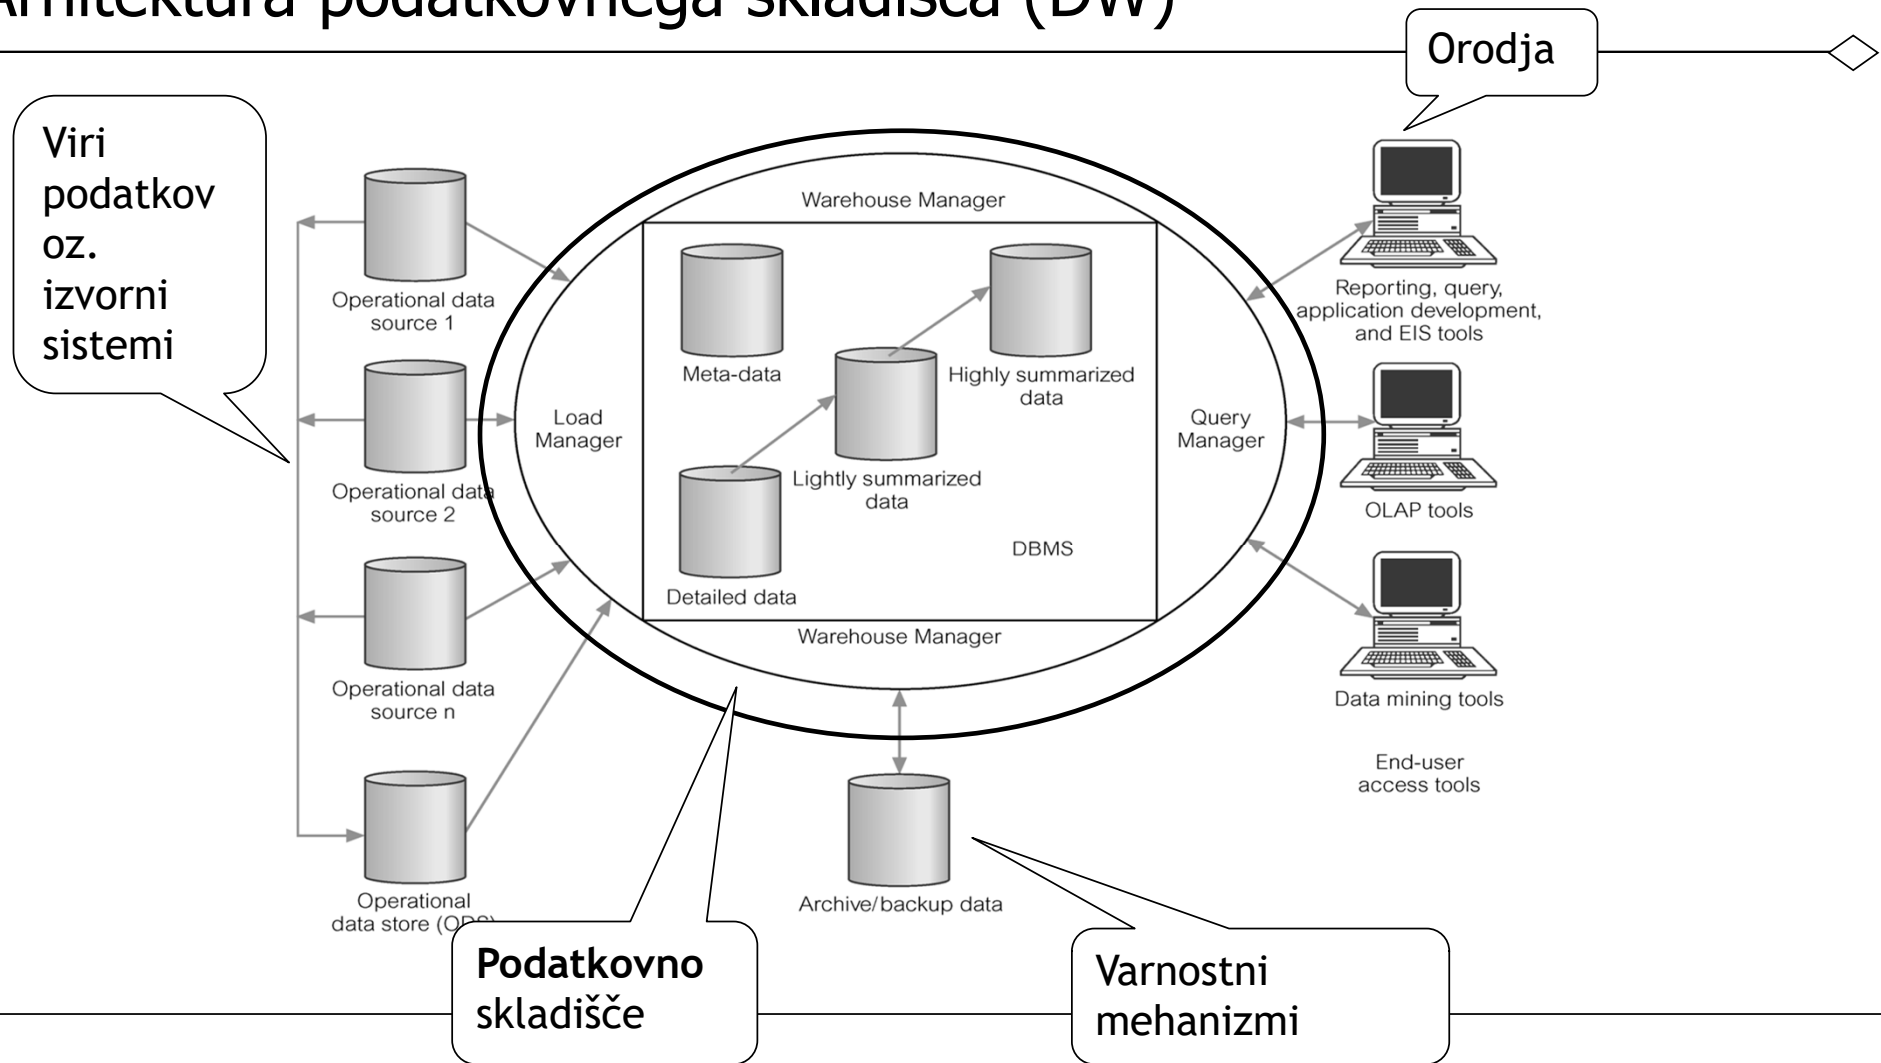 podatkovnega skladišča (DW)
Orodja
Viri
podatkov
oz.
izvorni
sistemi
Operational data
source 1
Operational data
source 2
Operational data
source n
Operational
data store
Warehouse Manager
Meta-data
Highly summarized
data
Lightly summarized
data
Detailed data
DBMS
Load
Manager
Query
Manager
Warehouse Manager
Archive/backup data
Reporting, query,
application development,
and EIS tools
OLAP tools
Data mining tools
End-user
access tools
Podatkovno
skladišče
Varnostni
mehanizmi